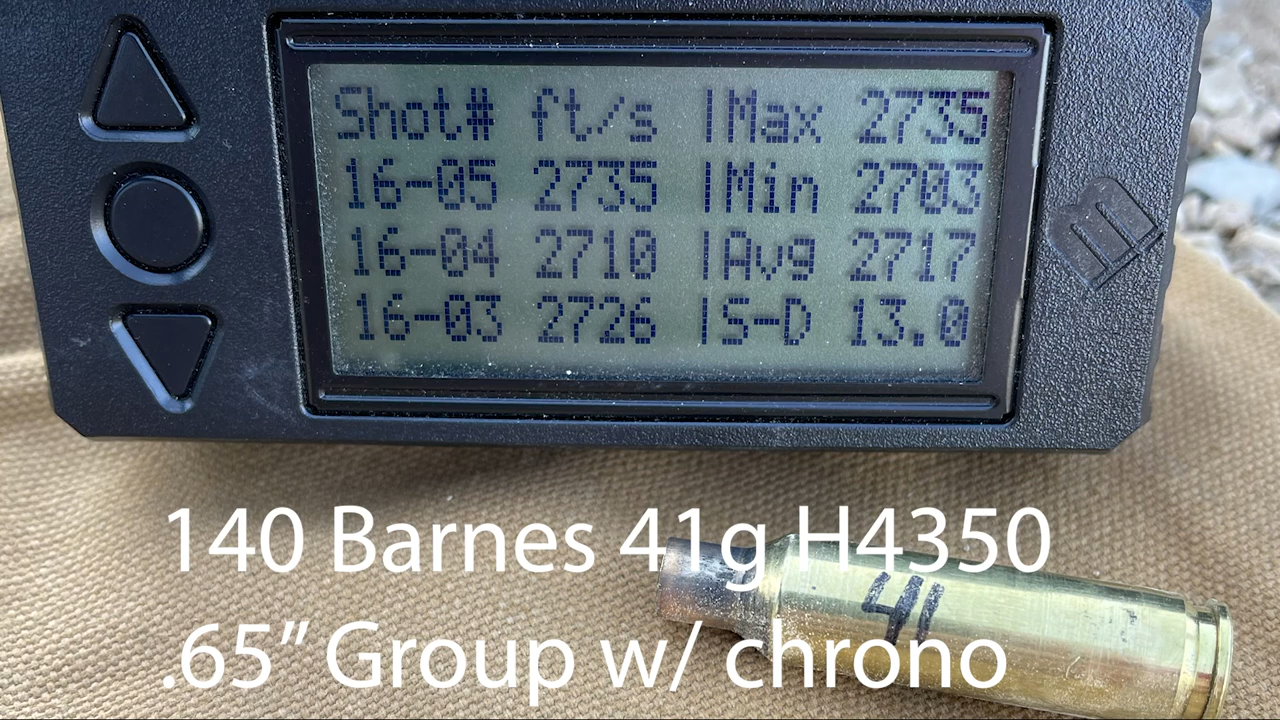 Shot# ft/s |Max 2735
16-05 2735 |Min 2703
16-04 2710 |Avg 2717
16-03 2726 |S-D 13.0
140 Barnes 41g H4350
41
.65" Group w/ chrono